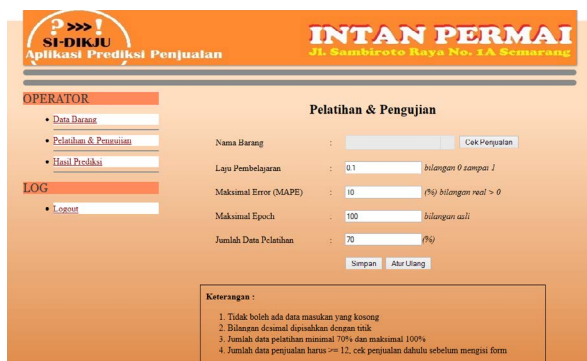 ? >>> !
SI-DIKJU
Aplikasi Prediksi Penjualan
INTAN PERMAI
Jl. Sambiroto Raya No. 1A Semarang
OPERATOR
Data Barang
Pelatihan & Pengujian
Hasil Prediksi
LOG
Logout
Pelatihan & Pengujian
Nama Barang : Cek Penjualan
Laju Pembelajaran : 0.1 bilangan 0 sampai 1
Maksimal Error (MAPE) : 10 (%) bilangan real > 0
Maksimal Epoch : 100 bilangan asli
Jumlah Data Pelatihan : 70 (%)
Simpan Atur Ulang
Keterangan :
1. Tidak boleh ada data masukan yang kosong
2. Bilangan desimal dipisahkan dengan titik
3. Jumlah data pelatihan minimal 70% dan maksimal 100%
4. Jumlah data penjualan harus >= 12, cek penjualan dahulu sebelum mengisi form